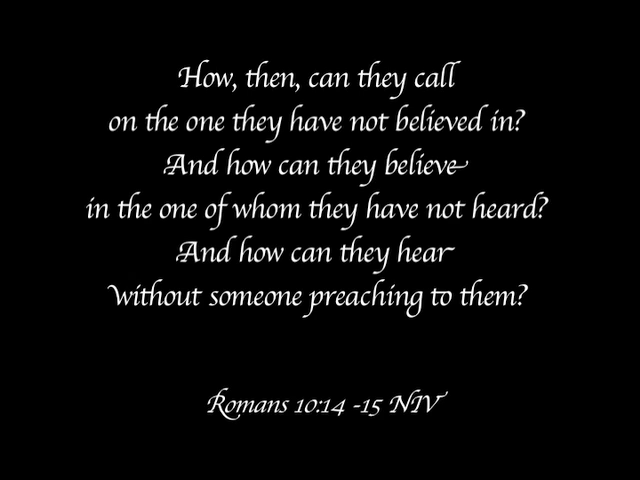 How, then, can they call
on the one they have not believed in?
And how can they believe
in the one of whom they have not heard?
And how can they hear
without someone preaching to them?
Romans 10:14 -15 NIV